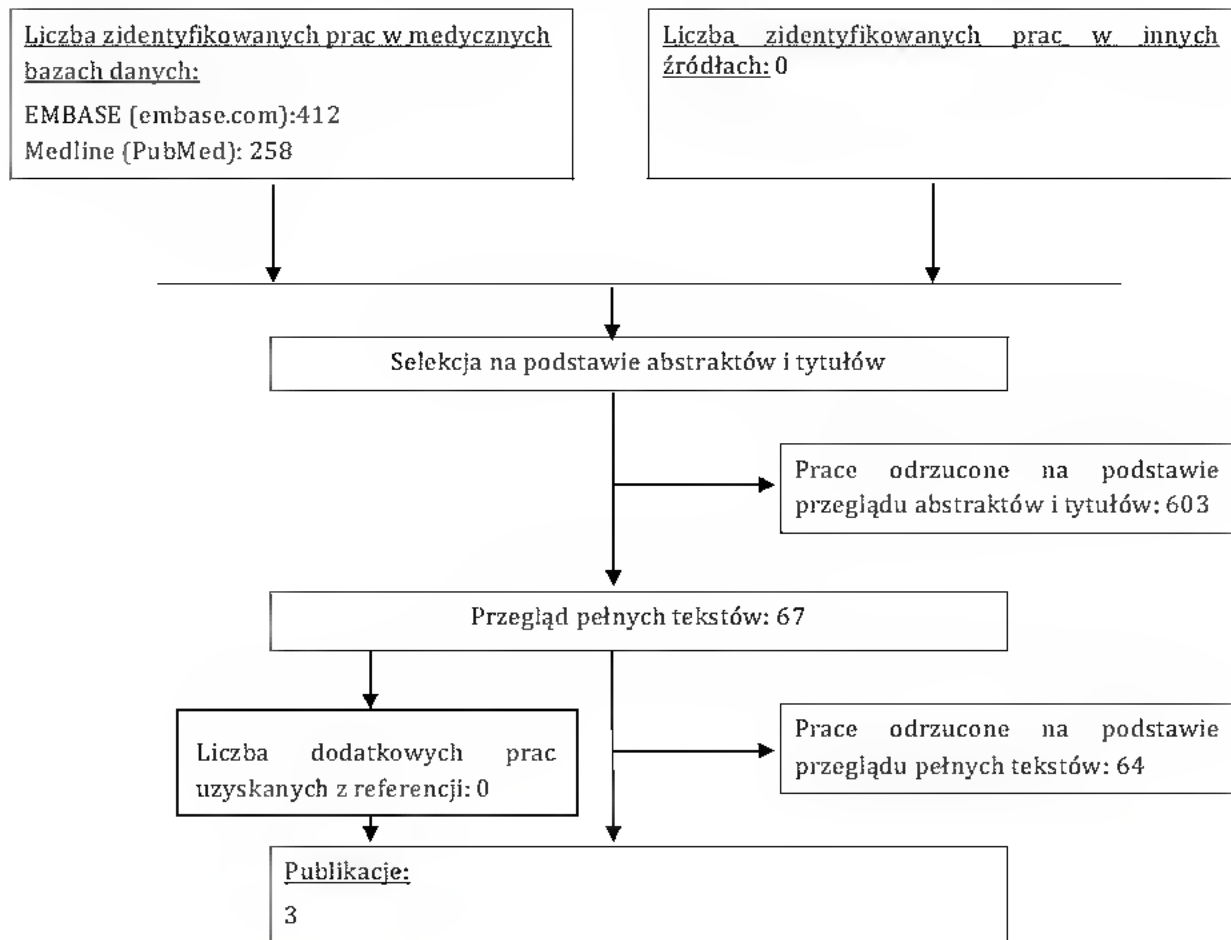 Liczba zidentyfikowanych prac w medycznych
bazach danych:
EMBASE (embase.com):412
Medline (PubMed): 258
Liczba zidentyfikowanych prac w innych
źródłach: 0
Selekcja na podstawie abstraktów i tytułów
Prace odrzucone na podstawie
przeglądu abstraktów i tytułów: 603
Przegląd pełnych tekstów: 67
Liczba dodatkowych prac
uzyskanych z referencji: 0
Prace odrzucone na podstawie
przeglądu pełnych tekstów: 64
Publikacje:
3